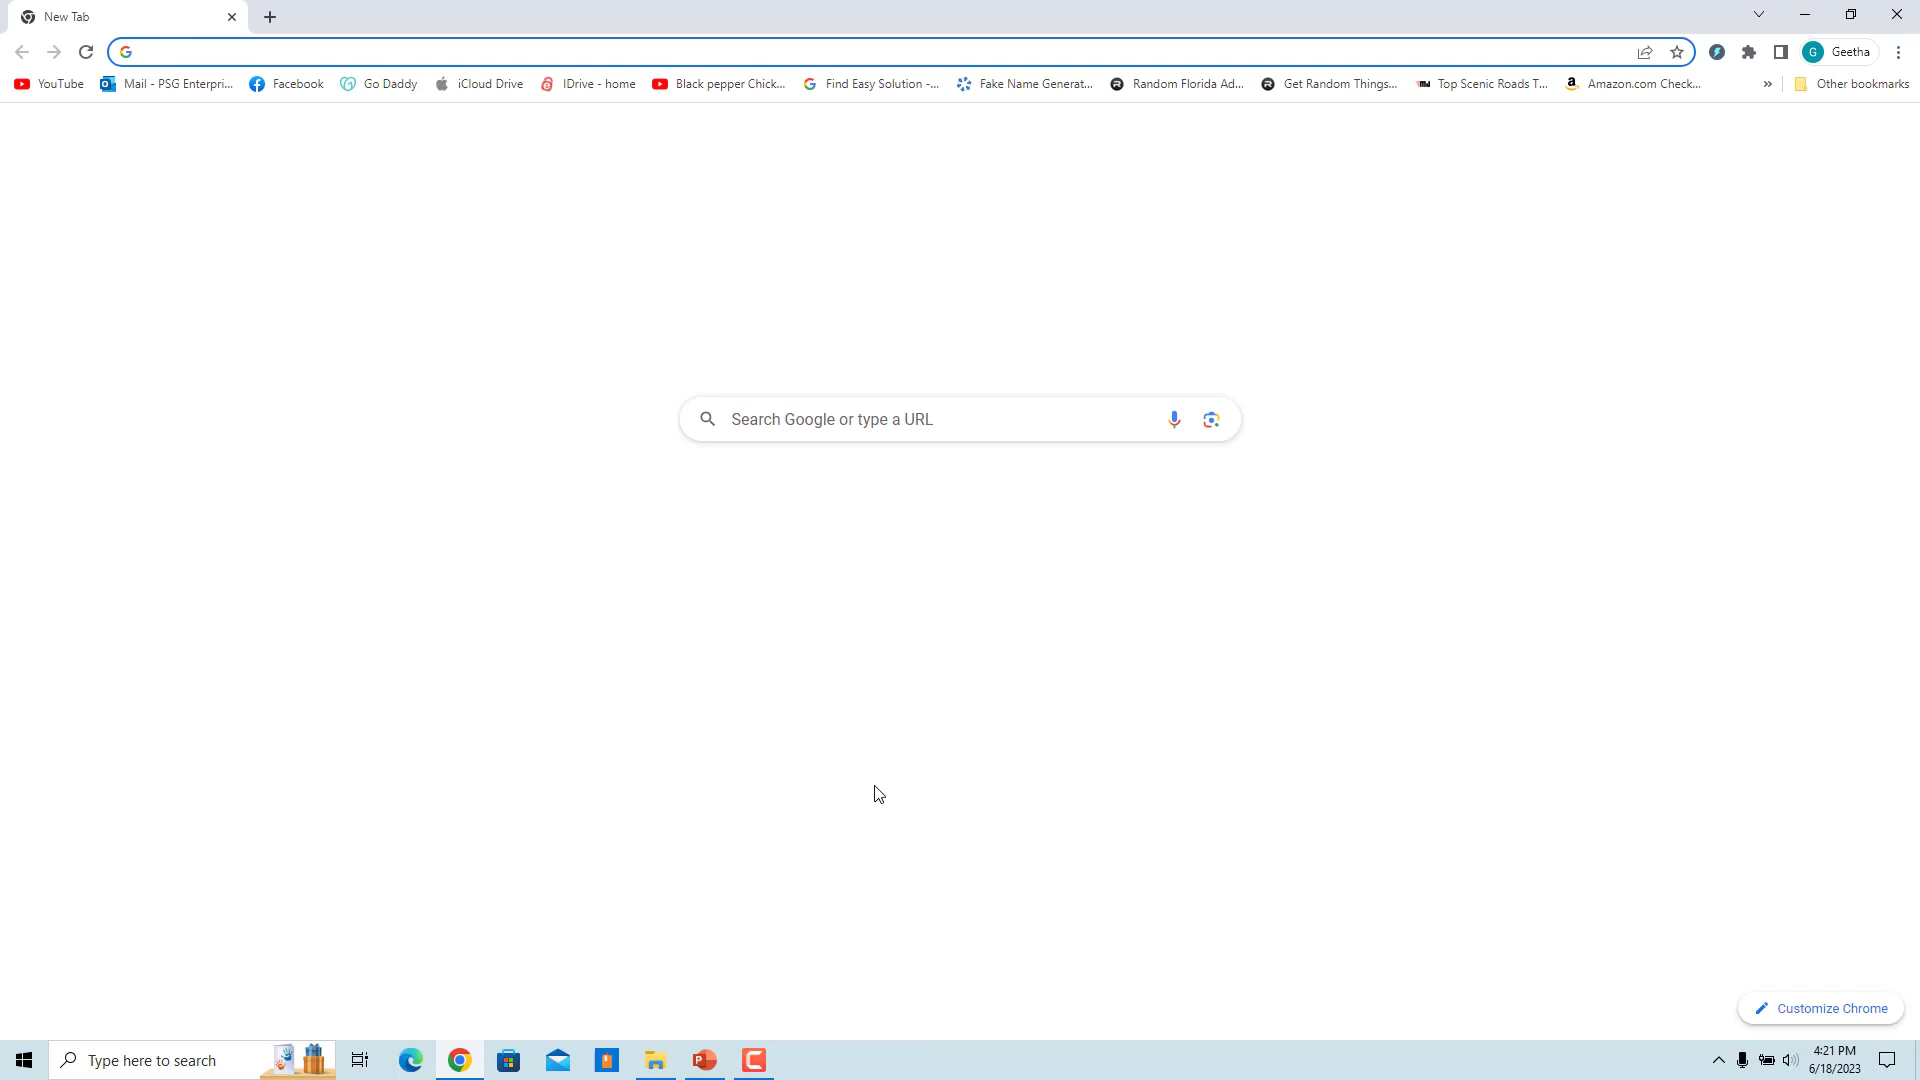 New Tab
G Geetha
YouTube Mail - PSG Enterpri... Facebook Go Daddy iCloud Drive IDrive - home Black pepper Chick... Find Easy Solution -... Fake Name Generat... Random Florida Ad... Get Random Things... Top Scenic Roads T... Amazon.com Check... » Other bookmarks
Search Google or type a URL
Customize Chrome
Type here to search
4:21 PM
6/18/2023